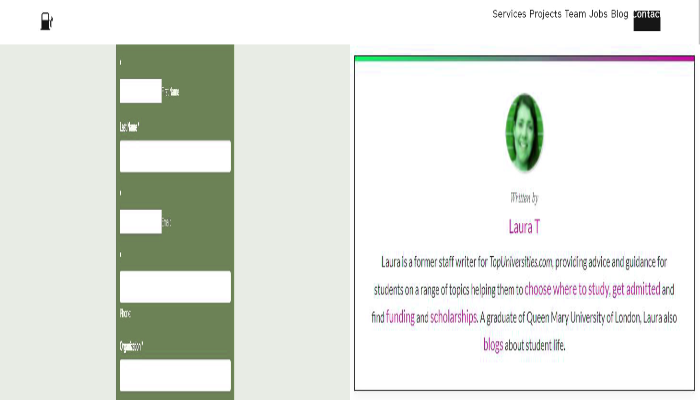 Services Projects Team Jobs Blog Contact
*
First Name
Last Name *
*
Email
*
Phone
Organization *
Written by
Laura T
Laura is a former staff writer for TopUniversities.com, providing advice and guidance for
students on a range of topics helping them to choose where to study, get admitted and
find funding and scholarships. A graduate of Queen Mary University of London, Laura also
blogs about student life.